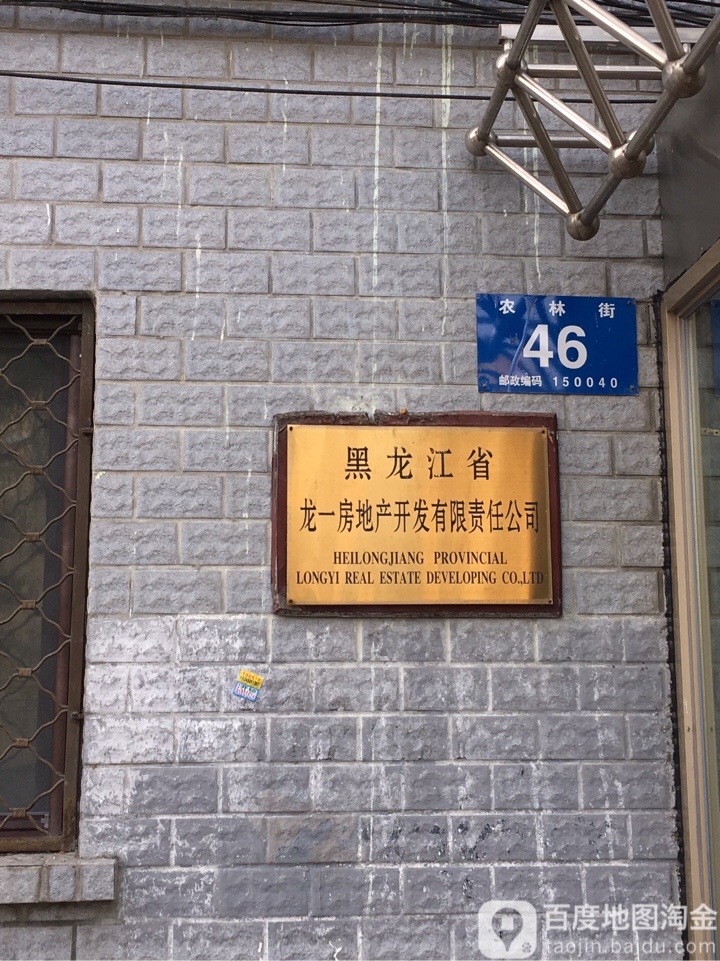 农林街
46
邮政编码 150040
黑龙江省
龙一房地产开发有限责任公司
HEILONGJIANG PROVINCIAL
LONGYI REAL ESTATE DEVELOPING CO.,LTD
百度地图淘金
taojin.baidu.com